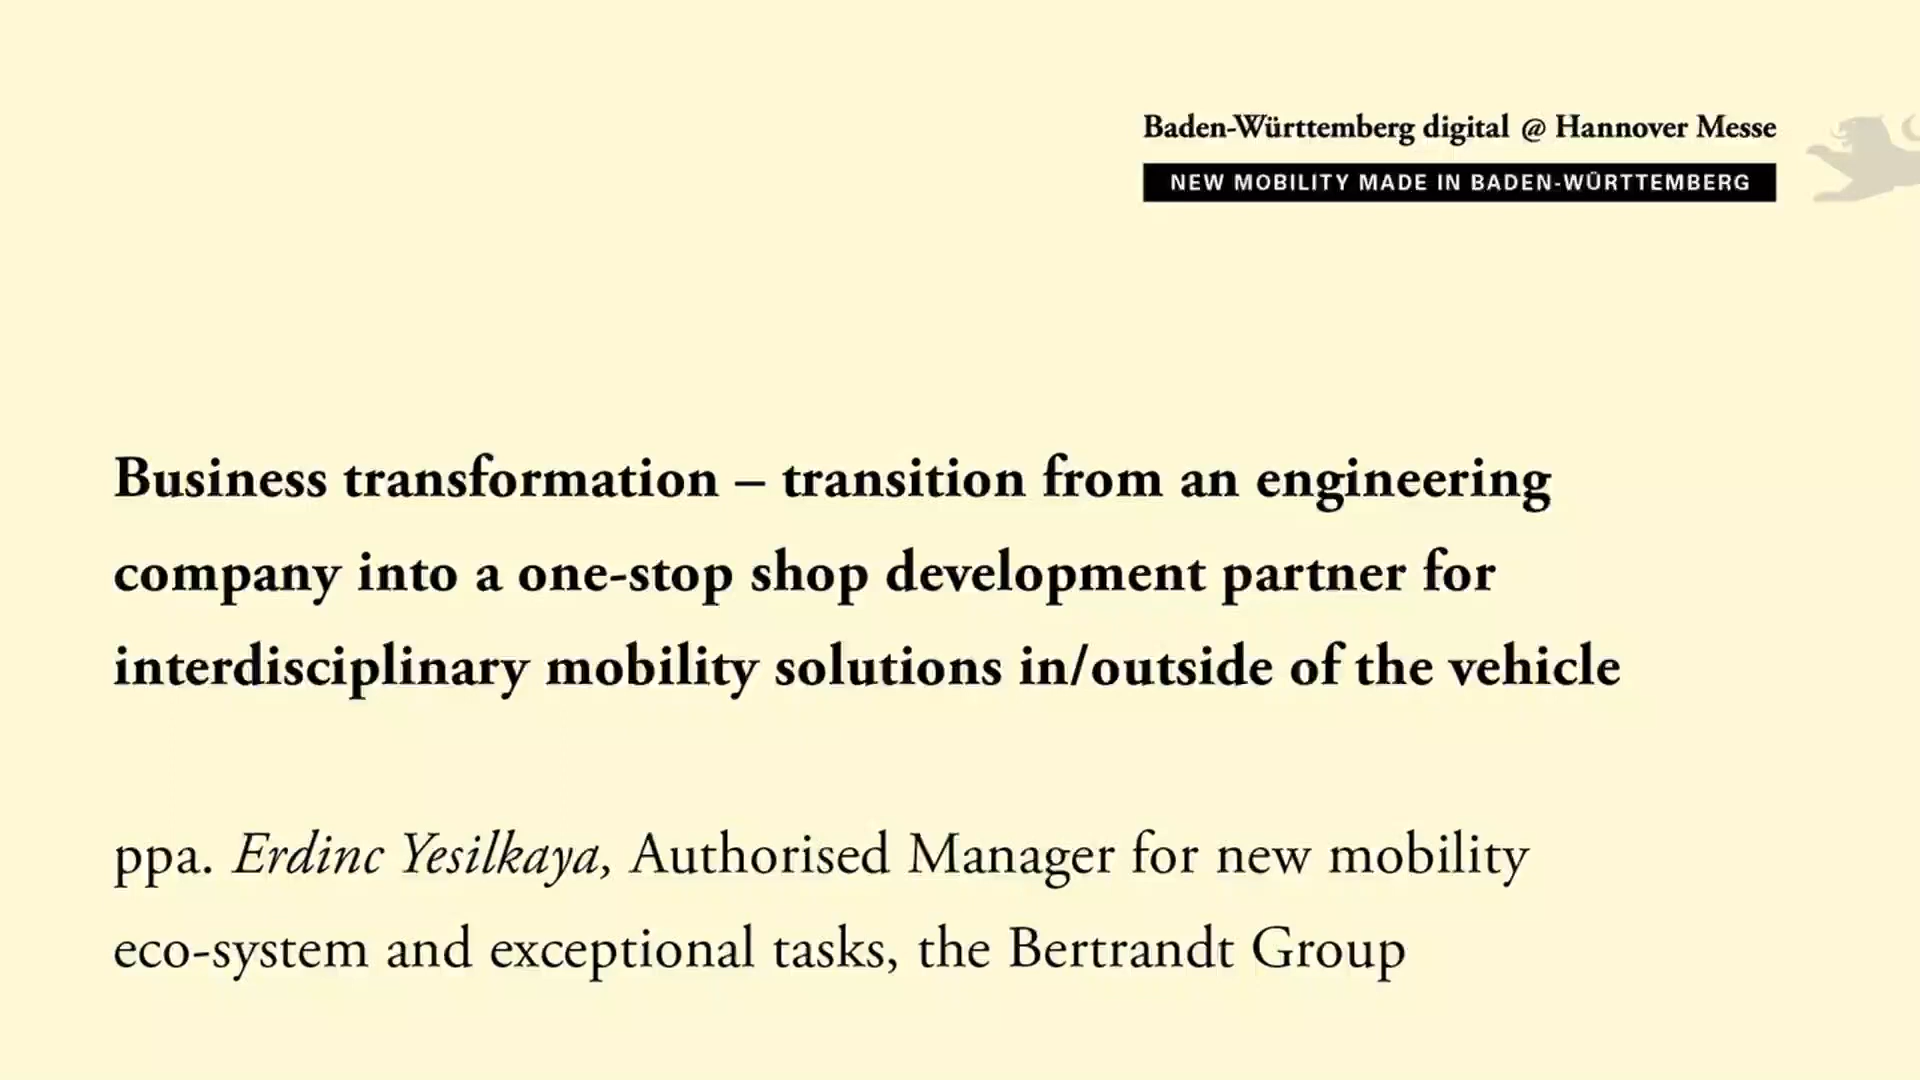 Baden-Württemberg digital @ Hannover Messe
NEW MOBILITY MADE IN BADEN-WÜRTTEMBERG
Business transformation – transition from an engineering
company into a one-stop shop development partner for
interdisciplinary mobility solutions in/outside of the vehicle
ppa. Erdinc Yesilkaya, Authorised Manager for new mobility
eco-system and exceptional tasks, the Bertrandt Group